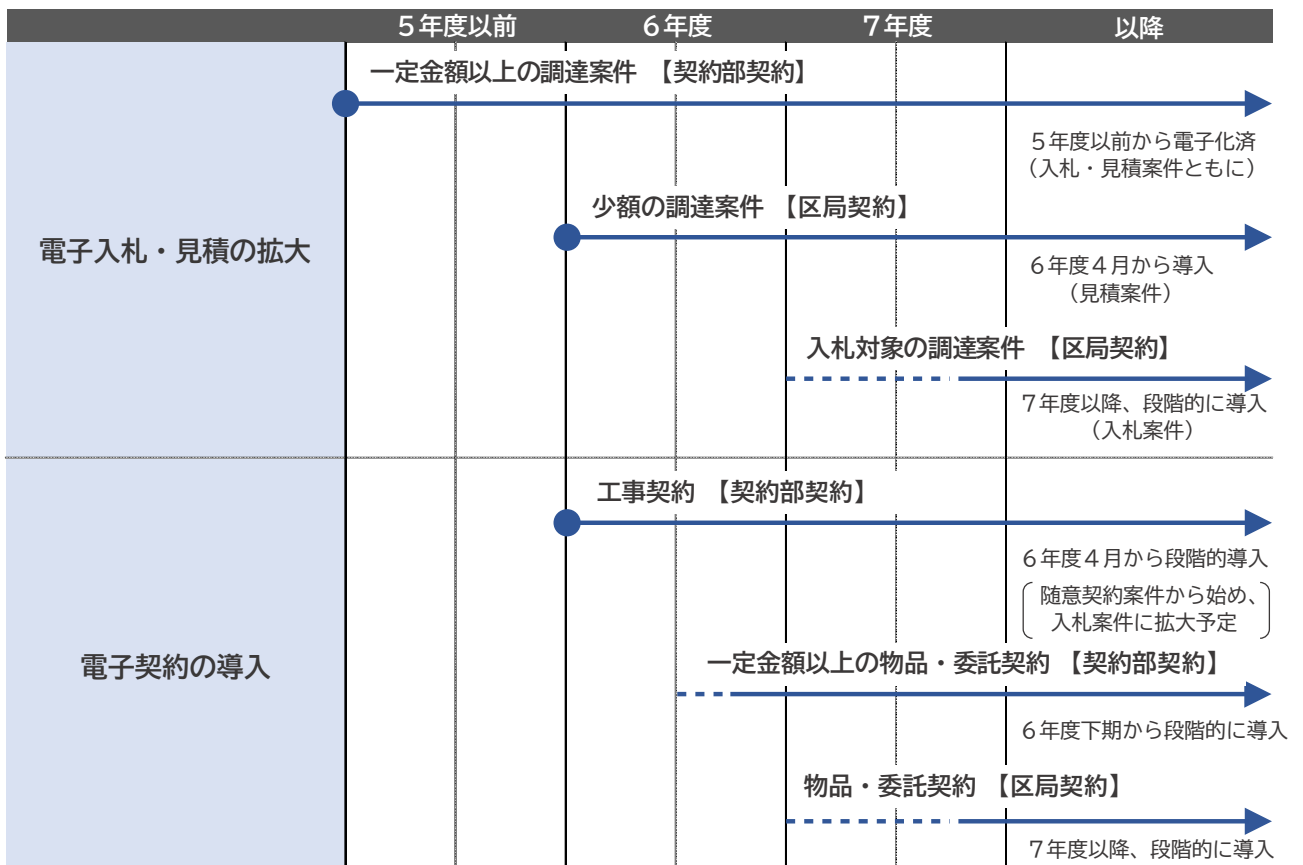 ５年度以前 ６年度 ７年度 以降
電子入札・見積の拡大
一定金額以上の調達案件 【契約部契約】
５年度以前から電子化済
（入札・見積案件ともに）
少額の調達案件 【区局契約】
６年度４月から導入
（見積案件）
入札対象の調達案件 【区局契約】
７年度以降、段階的に導入
（入札案件）
電子契約の導入
工事契約 【契約部契約】
６年度４月から段階的導入
随意契約案件から始め、
入札案件に拡大予定
一定金額以上の物品・委託契約 【契約部契約】
６年度下期から段階的に導入
物品・委託契約 【区局契約】
７年度以降、段階的に導入